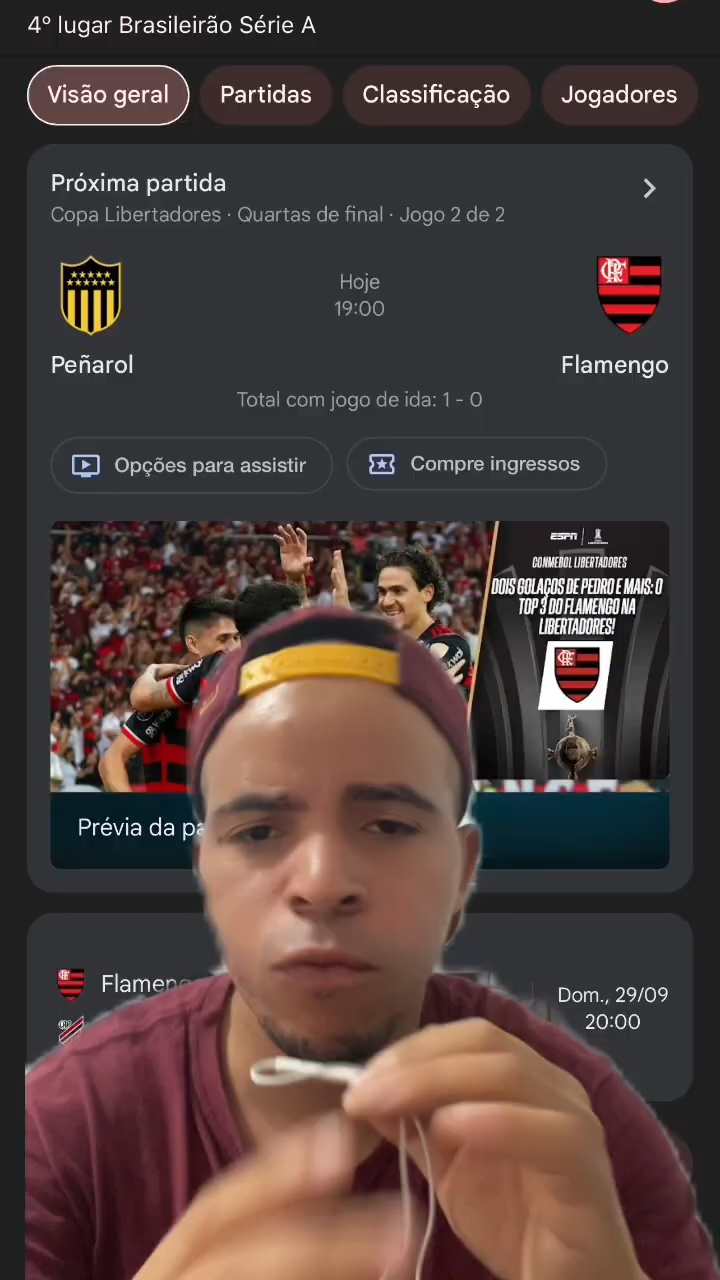 4º lugar Brasileirão Série A
Visão geral
Partidas
Classificação
Jogadores
Próxima partida
Copa Libertadores · Quartas de final · Jogo 2 de 2
Hoje
19:00
Peñarol
Flamengo
Total com jogo de ida: 1 - 0
Opções para assistir
Compre ingressos
ESPN
CONMEBOL LIBERTADORES
DOIS GOLAÇOS DE PEDRO E MAIS: O
TOP 3 DO FLAMENGO NA
LIBERTADORES!
Prévia da
Dom., 29/09
20:00